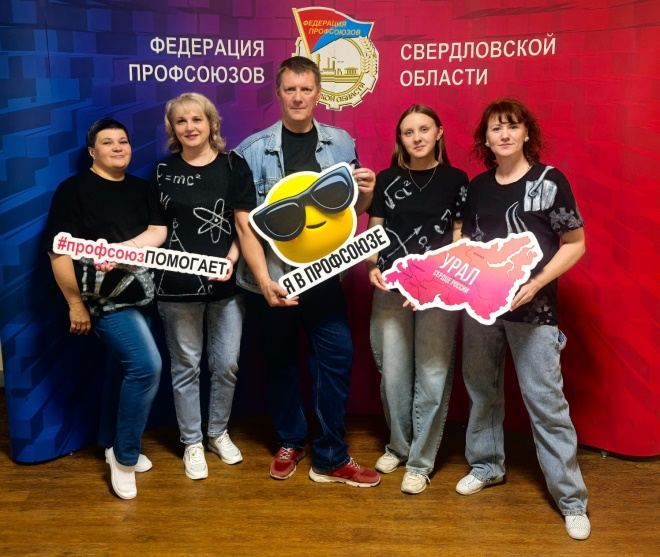 ФЕДЕРАЦИЯ
ПРОФСОЮЗОВ
ФЕДЕРАЦИЯ
ПРОФСОЮЗОВ
СВЕРДЛОВСКОЙ
ОБЛАСТИ
#профсоюзПОМОГАЕТ
Я В ПРОФСОЮЗЕ
УРАЛ
СЕРДЦЕ РОССИИ
E=mc²